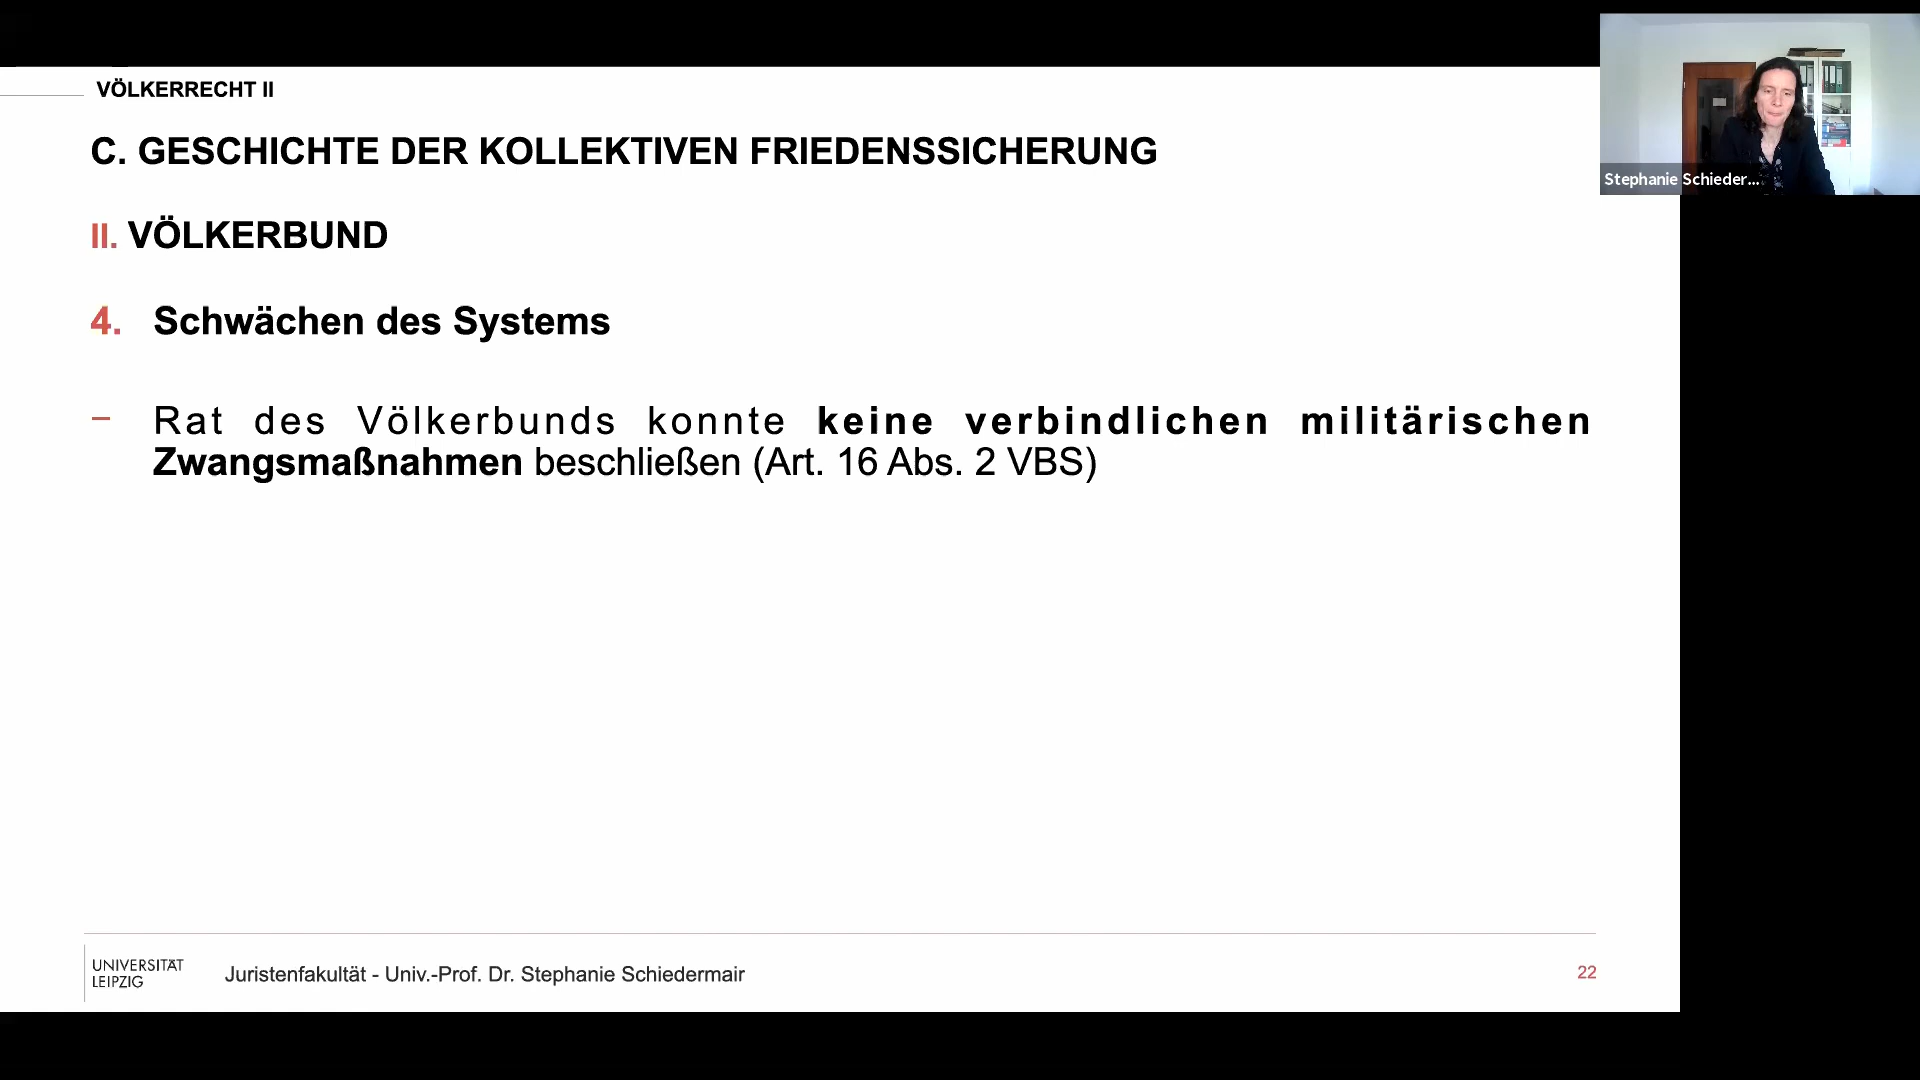 VÖLKERRECHT II
C. GESCHICHTE DER KOLLEKTIVEN FRIEDENSSICHERUNG
II. VÖLKERBUND
4. Schwächen des Systems
– Rat des Völkerbunds konnte keine verbindlichen militärischen
Zwangsmaßnahmen beschließen (Art. 16 Abs. 2 VBS)
UNIVERSITÄT
LEIPZIG
Juristenfakultät - Univ.-Prof. Dr. Stephanie Schiedermair
22
Stephanie Schieder...